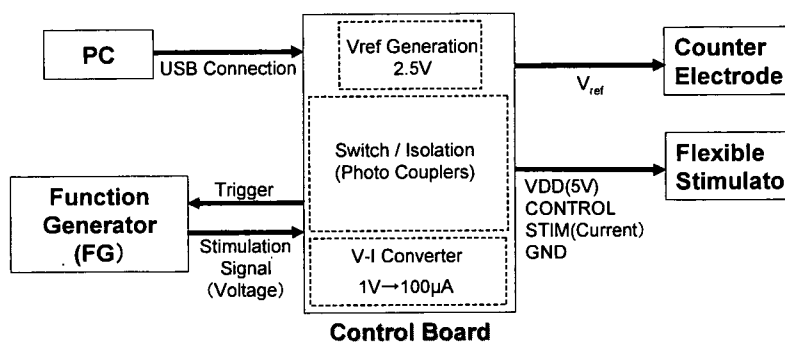 PC
USB Connection
Vref Generation
2.5V
Counter
Electrode
Vref
Switch / Isolation
(Photo Couplers)
Flexible
Stimulato
VDD(5V)
CONTROL
STIM(Current)
GND
Function
Generator
(FG)
Trigger
Stimulation
Signal
(Voltage)
V-I Converter
1V→100μA
Control Board